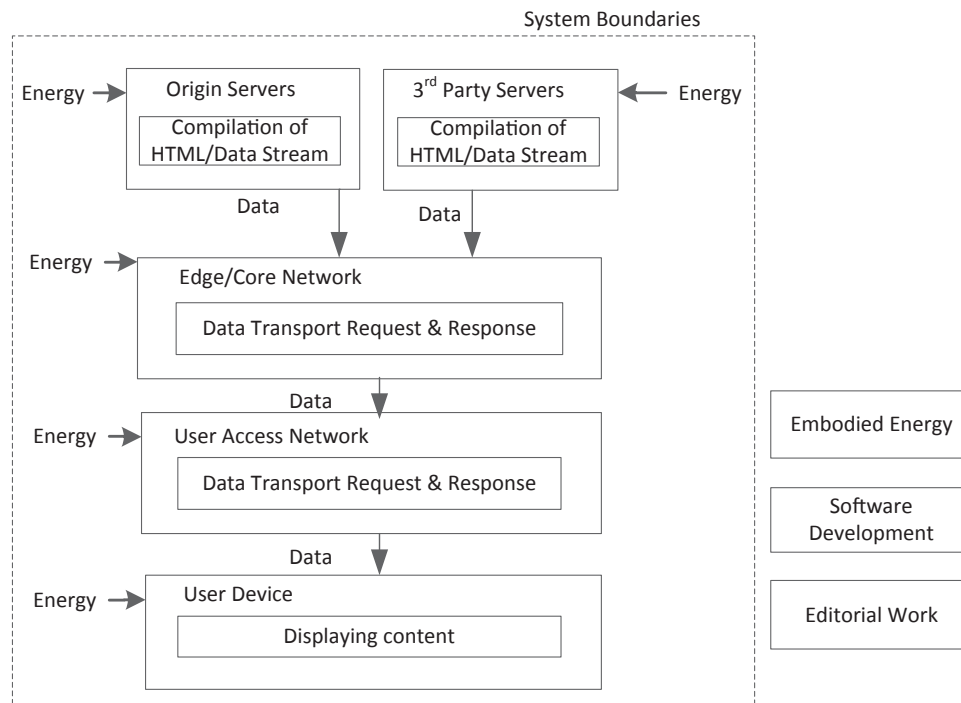 System Boundaries
Energy
Origin Servers
Compilation of
HTML/Data Stream
3rd Party Servers
Compilation of
HTML/Data Stream
Energy
Data
Data
Energy
Edge/Core Network
Data Transport Request & Response
Data
Energy
User Access Network
Data Transport Request & Response
Data
Energy
User Device
Displaying content
Embodied Energy
Software
Development
Editorial Work